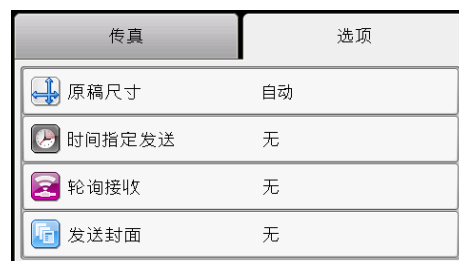 传真 选项
原稿尺寸 自动
时间指定发送 无
轮询接收 无
发送封面 无